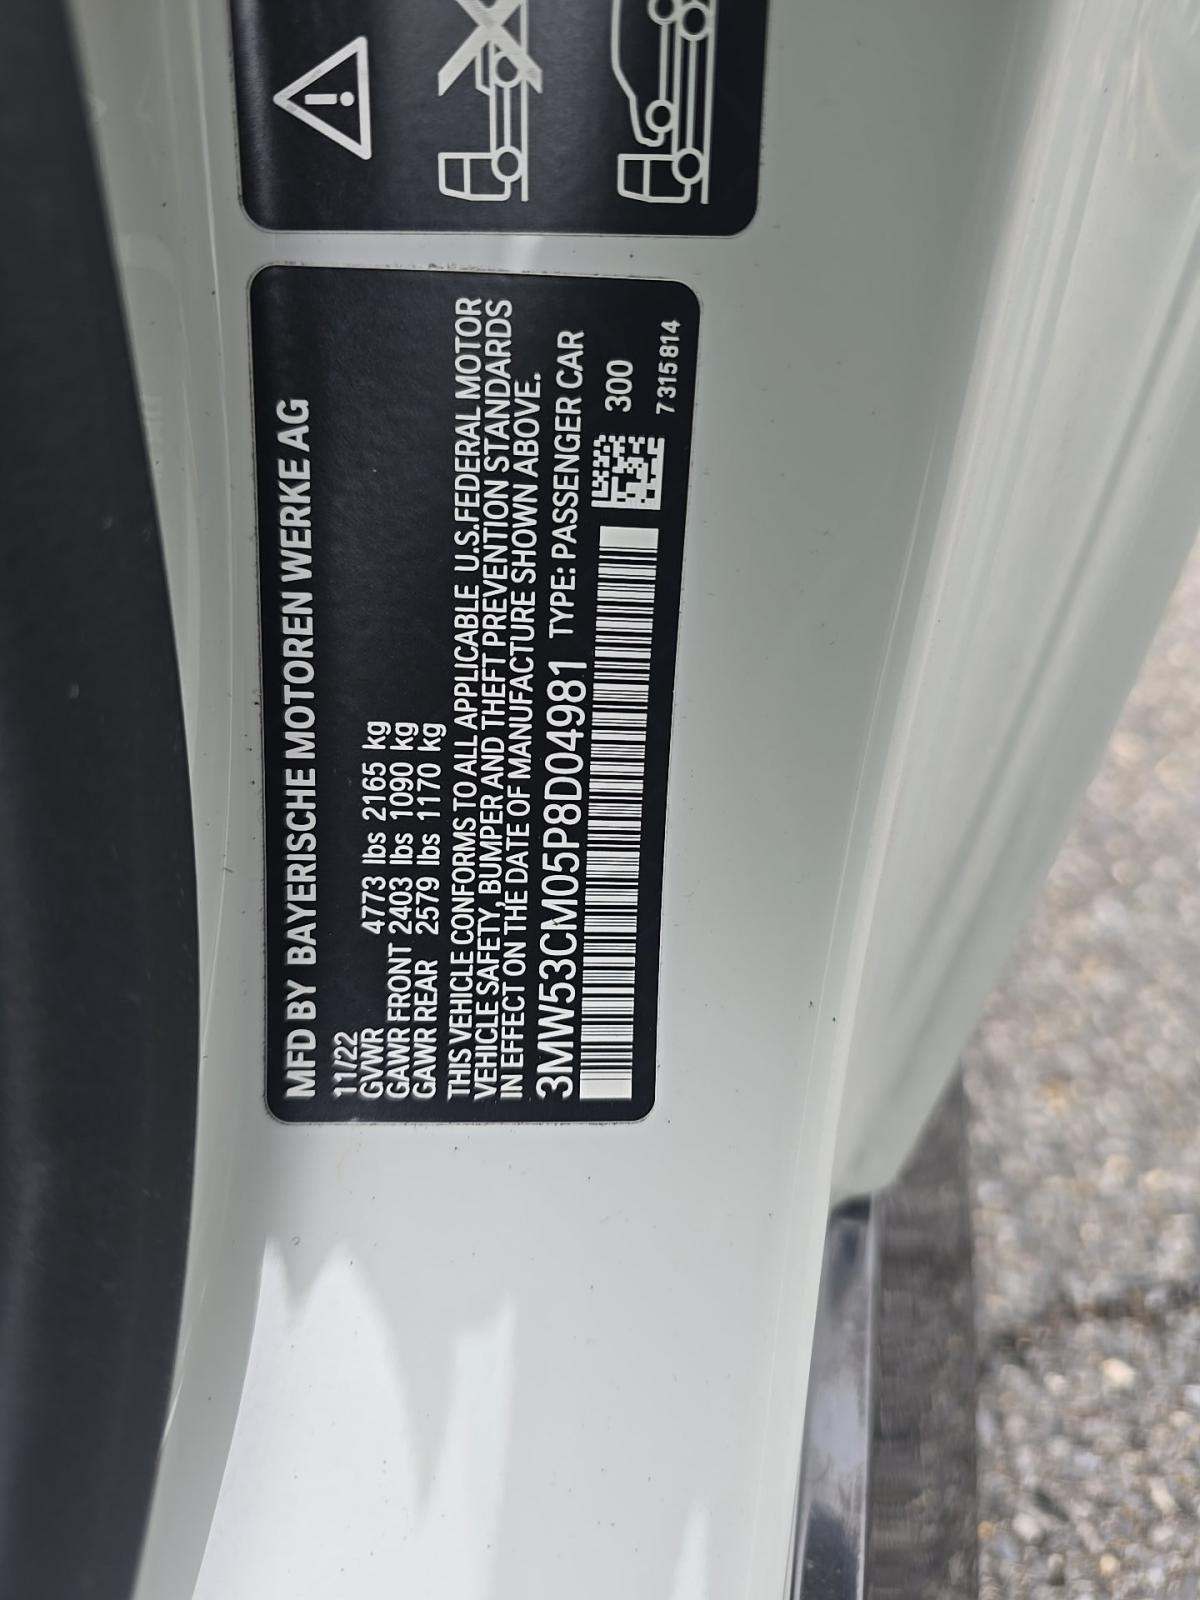 MFD BY BAYERISCHE MOTOREN WERKE AG
11/22
GVWR 4773 lbs 2165 kg
GAWR FRONT 2403 lbs 1090 kg
GAWR REAR 2579 lbs 1170 kg
THIS VEHICLE CONFORMS TO ALL APPLICABLE U.S.FEDERAL MOTOR
VEHICLE SAFETY, BUMPER AND THEFT PREVENTION STANDARDS
IN EFFECT ON THE DATE OF MANUFACTURE SHOWN ABOVE.
3MW53CM05P8D04981 TYPE: PASSENGER CAR
300
7 315 814